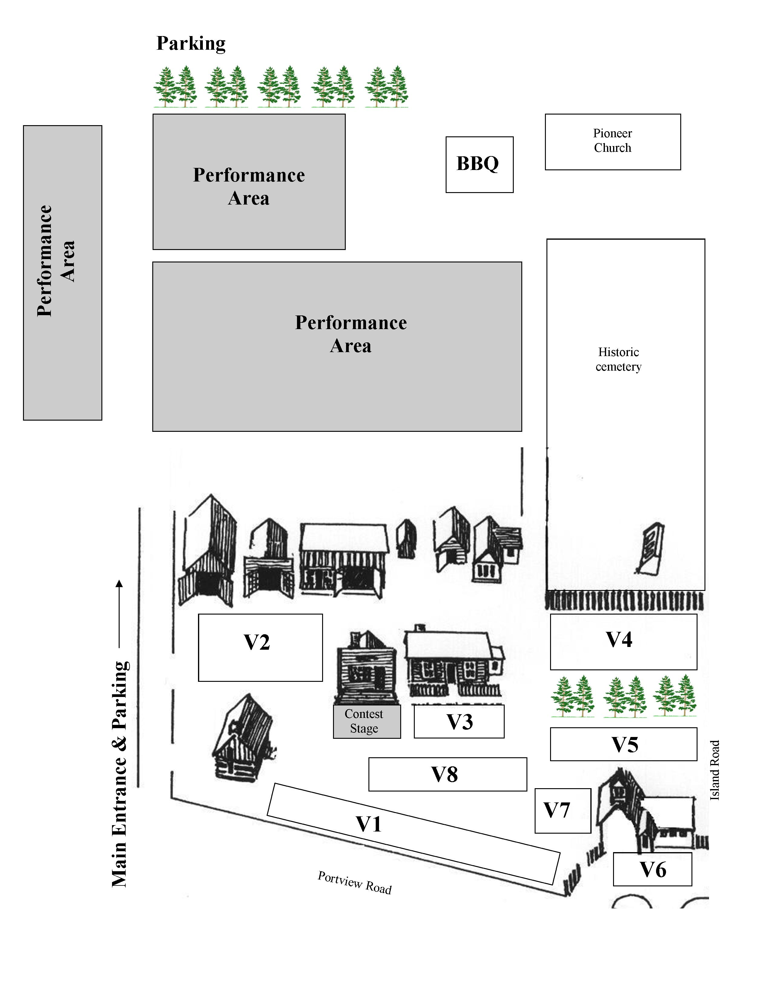 Parking
Performance
Area
Performance
Area
BBQ
Pioneer
Church
Performance
Area
Historic
cemetery
Main Entrance & Parking
V2
V4
Contest
Stage
V3
V5
V8
V7
V1
V6
Island Road
Portview Road